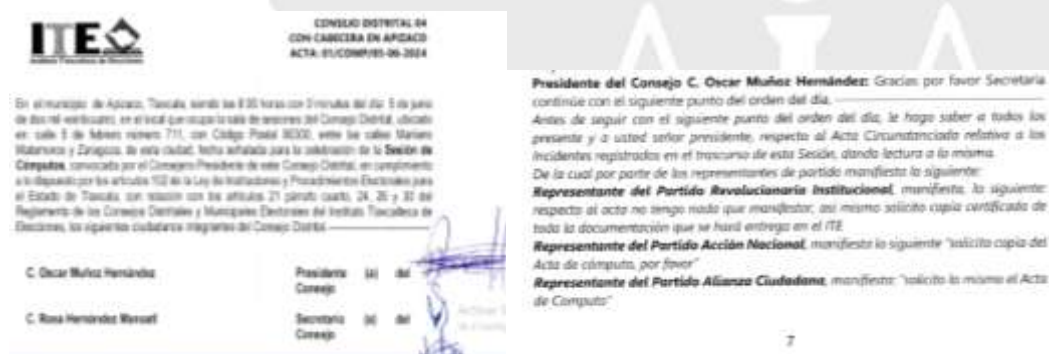 ITE
Instituto Tlaxcalteca de Elecciones
CONSEJO DISTRITAL 04
CON CABECERA EN APIZACO
ACTA: 01/COMP/05-06-2024
En el municipio de Apizaco, Tlaxcala, siendo las 8:00 horas con 0 minutos del día 5 de junio
de dos mil veinticuatro, en el local que ocupa la sala de sesiones del Consejo Distrital, ubicado
en calle 5 de febrero número 711, con Código Postal 90300, entre las calles Mariano
Matamoros y Zaragoza, de esta ciudad, fecha señalada para la celebración de la Sesión de
Cómputos, convocada por el Consejero Presidente de este Consejo Distrital, en cumplimiento
a lo dispuesto por los artículos 102 de la Ley de Instituciones y Procedimientos Electorales para
el Estado de Tlaxcala, con relación con los artículos 21 párrafo cuarto, 24, 26 y 30 del
Reglamento de los Consejos Distritales y Municipales Electorales del Instituto Tlaxcalteca de
Elecciones, los siguientes ciudadanos integrantes del Consejo Distrital
C. Oscar Muñoz Hernández
Presidente (a) del
Consejo
C. Rosa Hernández
Secretario (a) del
Consejo
Presidente del Consejo C. Oscar Muñoz Hernández: Gracias por favor Secretaria
continúe con el siguiente punto del orden del día.
Antes de seguir con el siguiente punto del orden del día, le hago saber a todos los
presente y a usted señor presidente, respecto al Acta Circunstanciada relativa a los
incidentes registrados en el trascurso de esta Sesión, dando lectura a la misma.
De la cual por parte de los representantes de partido manifiesta lo siguiente:
Representante del Partido Revolucionario Institucional, manifiesta, lo siguiente:
respecto al acta no tengo nada que manifestar, así mismo solicito copia certificada de
toda la documentación que se hará entrega en el ITE
Representante del Partido Acción Nacional, manifiesta lo siguiente "solicito copia del
Acta de cómputo, por favor"
Representante del Partido Alianza Ciudadana, manifiesta: "solicito lo mismo el Acta
de Computo"
7